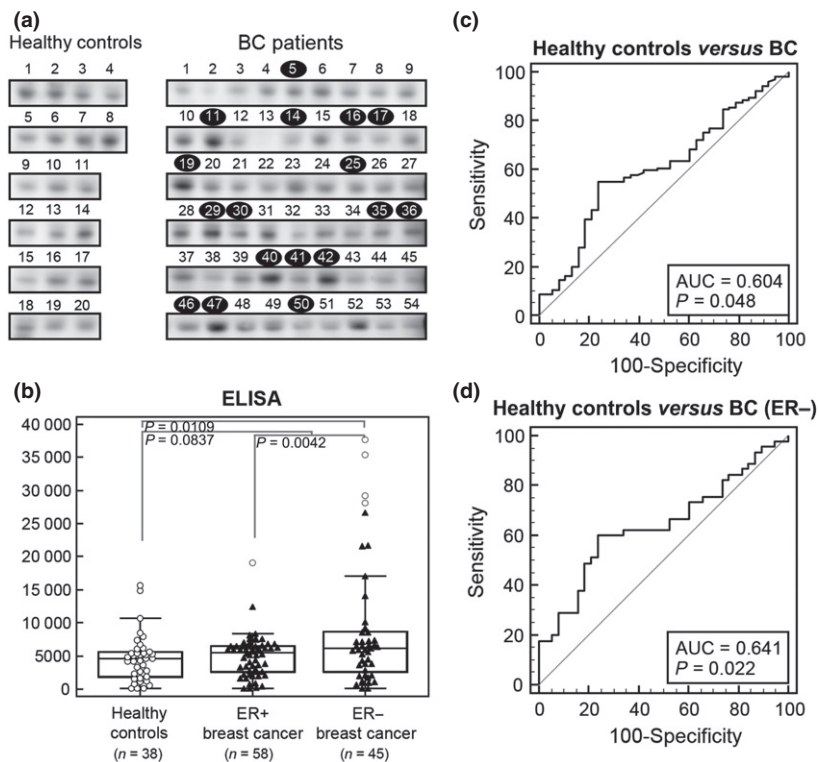 (a)
Healthy controls
1 2 3 4
5 6 7 8
9 10 11
12 13 14
15 16 17
18 19 20
BC patients
1 2 3 4 5 6 7 8 9
10 11 12 13 14 15 16 17 18
19 20 21 22 23 24 25 26 27
28 29 30 31 32 33 34 35 36
37 38 39 40 41 42 43 44 45
46 47 48 49 50 51 52 53 54
(b)
ELISA
40 000
35 000
30 000
25 000
20 000
15 000
10 000
5000
0
P = 0.0109
P = 0.0837
P = 0.0042
Healthy
controls
(n = 38)
ER+
breast cancer
(n = 58)
ER–
breast cancer
(n = 45)
(c)
Healthy controls versus BC
Sensitivity
100
80
60
40
20
0
AUC = 0.604
P = 0.048
0 20 40 60 80 100
100-Specificity
(d)
Healthy controls versus BC (ER–)
Sensitivity
100
80
60
40
20
0
AUC = 0.641
P = 0.022
0 20 40 60 80 100
100-Specificity